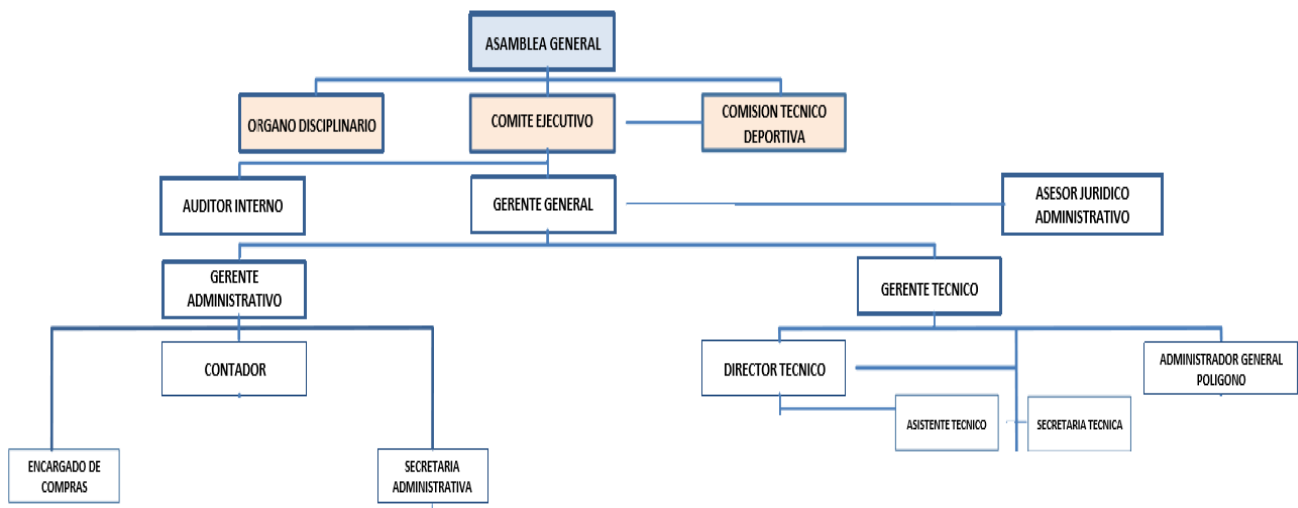 ASAMBLEA GENERAL
ORGANO DISCIPLINARIO
COMITE EJECUTIVO
COMISION TECNICO
DEPORTIVA
AUDITOR INTERNO
GERENTE GENERAL
ASESOR JURIDICO
ADMINISTRATIVO
GERENTE
ADMINISTRATIVO
GERENTE TECNICO
CONTADOR
DIRECTOR TECNICO
ADMINISTRADOR GENERAL
POLIGONO
ASISTENTE TECNICO
SECRETARIA TECNICA
ENCARGADO DE
COMPRAS
SECRETARIA
ADMINISTRATIVA